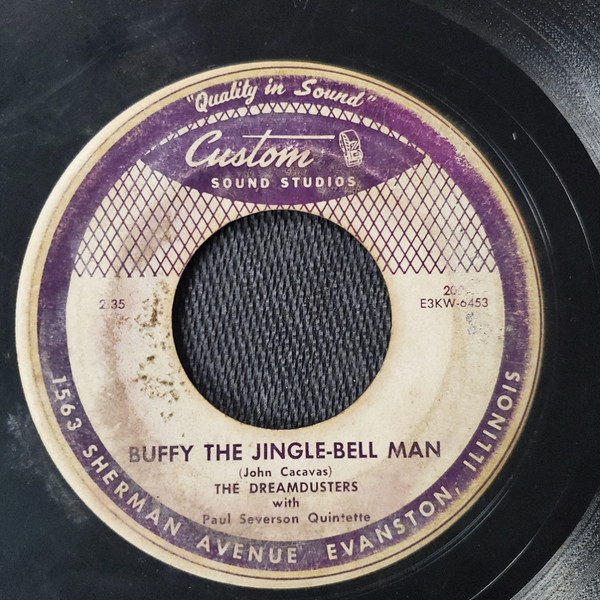 "Quality in Sound"
Custom
SOUND STUDIOS
2:35
E3KW-6453
BUFFY THE JINGLE-BELL MAN
(John Cacavas)
THE DREAMDUSTERS
with
Paul Severson Quintette
1563 SHERMAN AVENUE EVANSTON, ILLINOIS